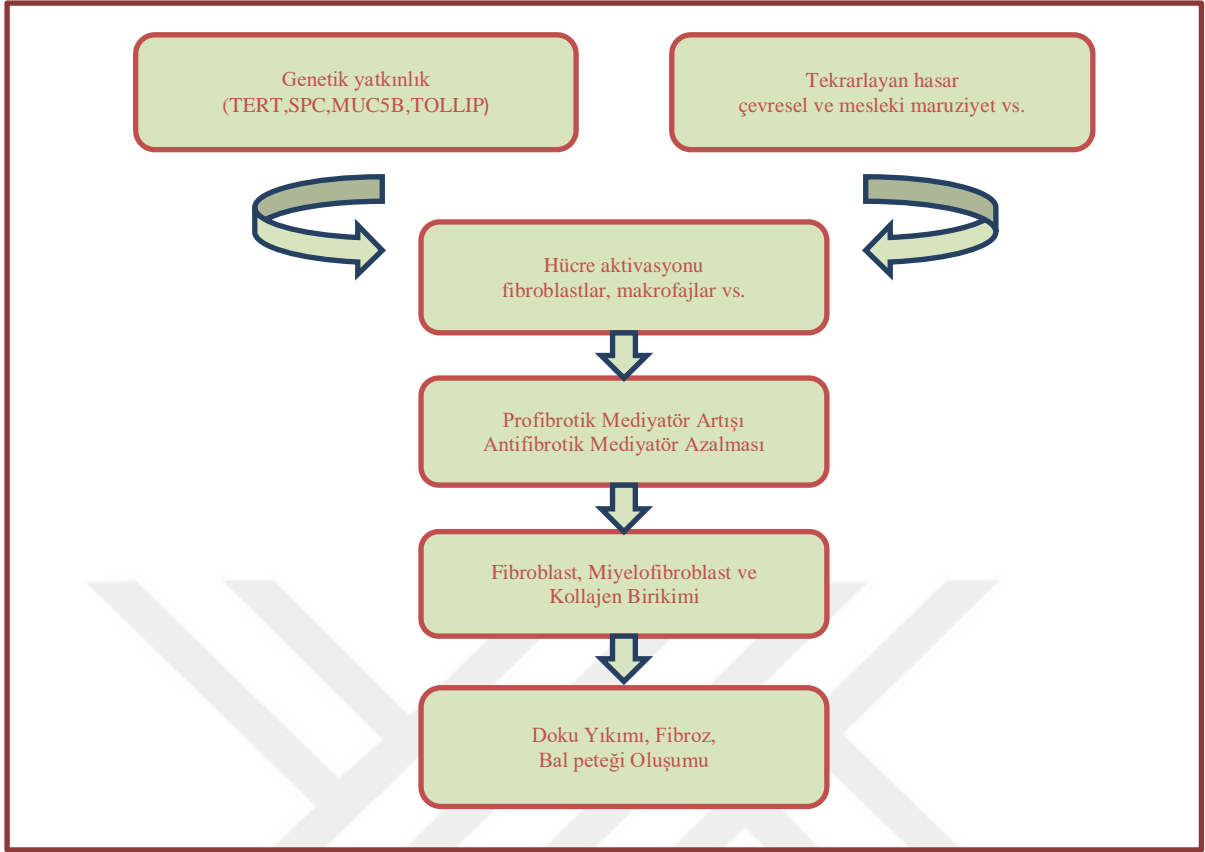 Genetik yatkınlık
(TERT,SPC,MUC5B,TOLLIP)
Tekrarlayan hasar
çevresel ve mesleki maruziyet vs.
Hücre aktivasyonu
fibroblastlar, makrofajlar vs.
Profibrotik Mediyatör Artışı
Antifibrotik Mediyatör Azalması
Fibroblast, Miyelofibroblast ve
Kollajen Birikimi
Doku Yıkımı, Fibroz,
Bal peteği Oluşumu